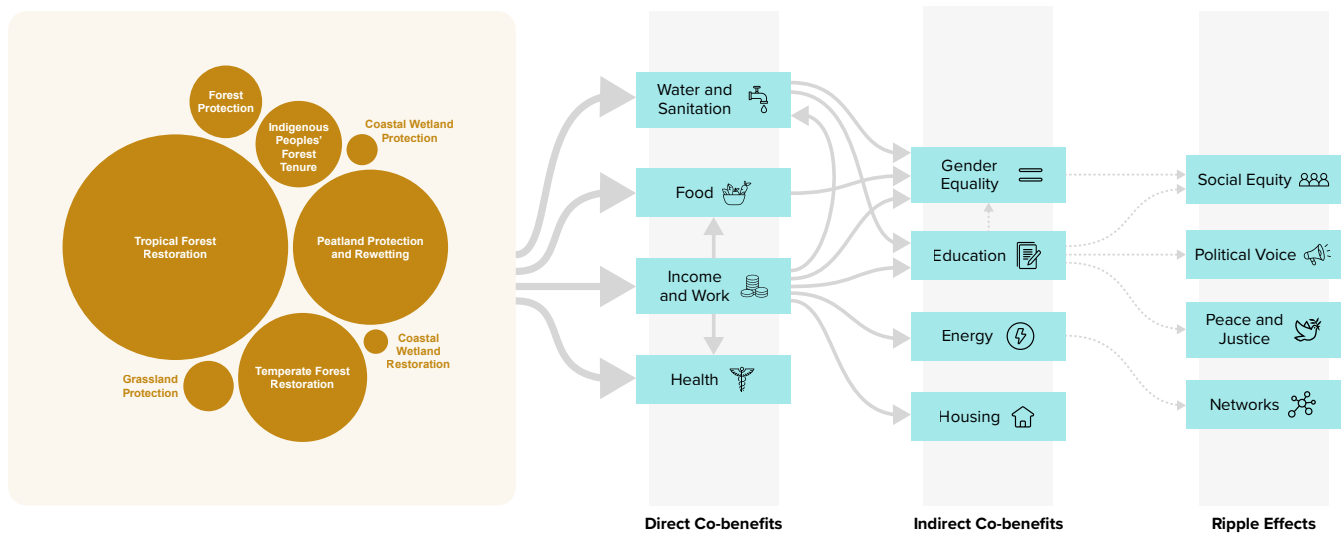 Forest
Protection
Indigenous
Peoples'
Forest
Tenure
Coastal Wetland
Protection
Tropical Forest
Restoration
Peatland Protection
and Rewetting
Coastal
Wetland
Restoration
Temperate Forest
Restoration
Grassland
Protection
Water and
Sanitation
Food
Income
and Work
Health
Direct Co-benefits
Gender
Equality
Education
Energy
Housing
Indirect Co-benefits
Social Equity
Political Voice
Peace and
Justice
Networks
Ripple Effects